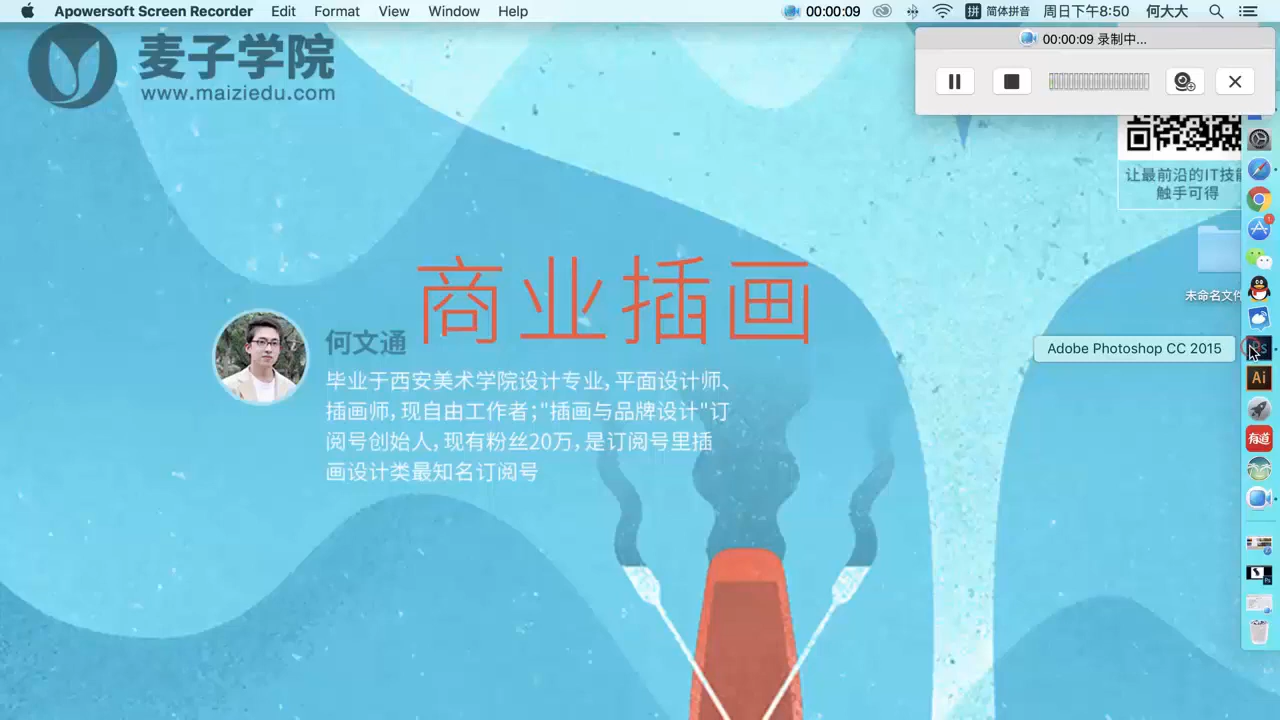 Apowersoft Screen Recorder Edit Format View Window Help 00:00:09 拼 简体拼音 周日下午8:50 何大大
00:00:09 录制中...
麦子学院
www.maiziedu.com
让最前沿的IT技能
触手可得
未命名文件
商业插画
何文通
毕业于西安美术学院设计专业，平面设计师、
插画师，现自由工作者；"插画与品牌设计"订
阅号创始人，现有粉丝20万，是订阅号里插
画设计类最知名订阅号
Adobe Photoshop CC 2015
Ai
有道